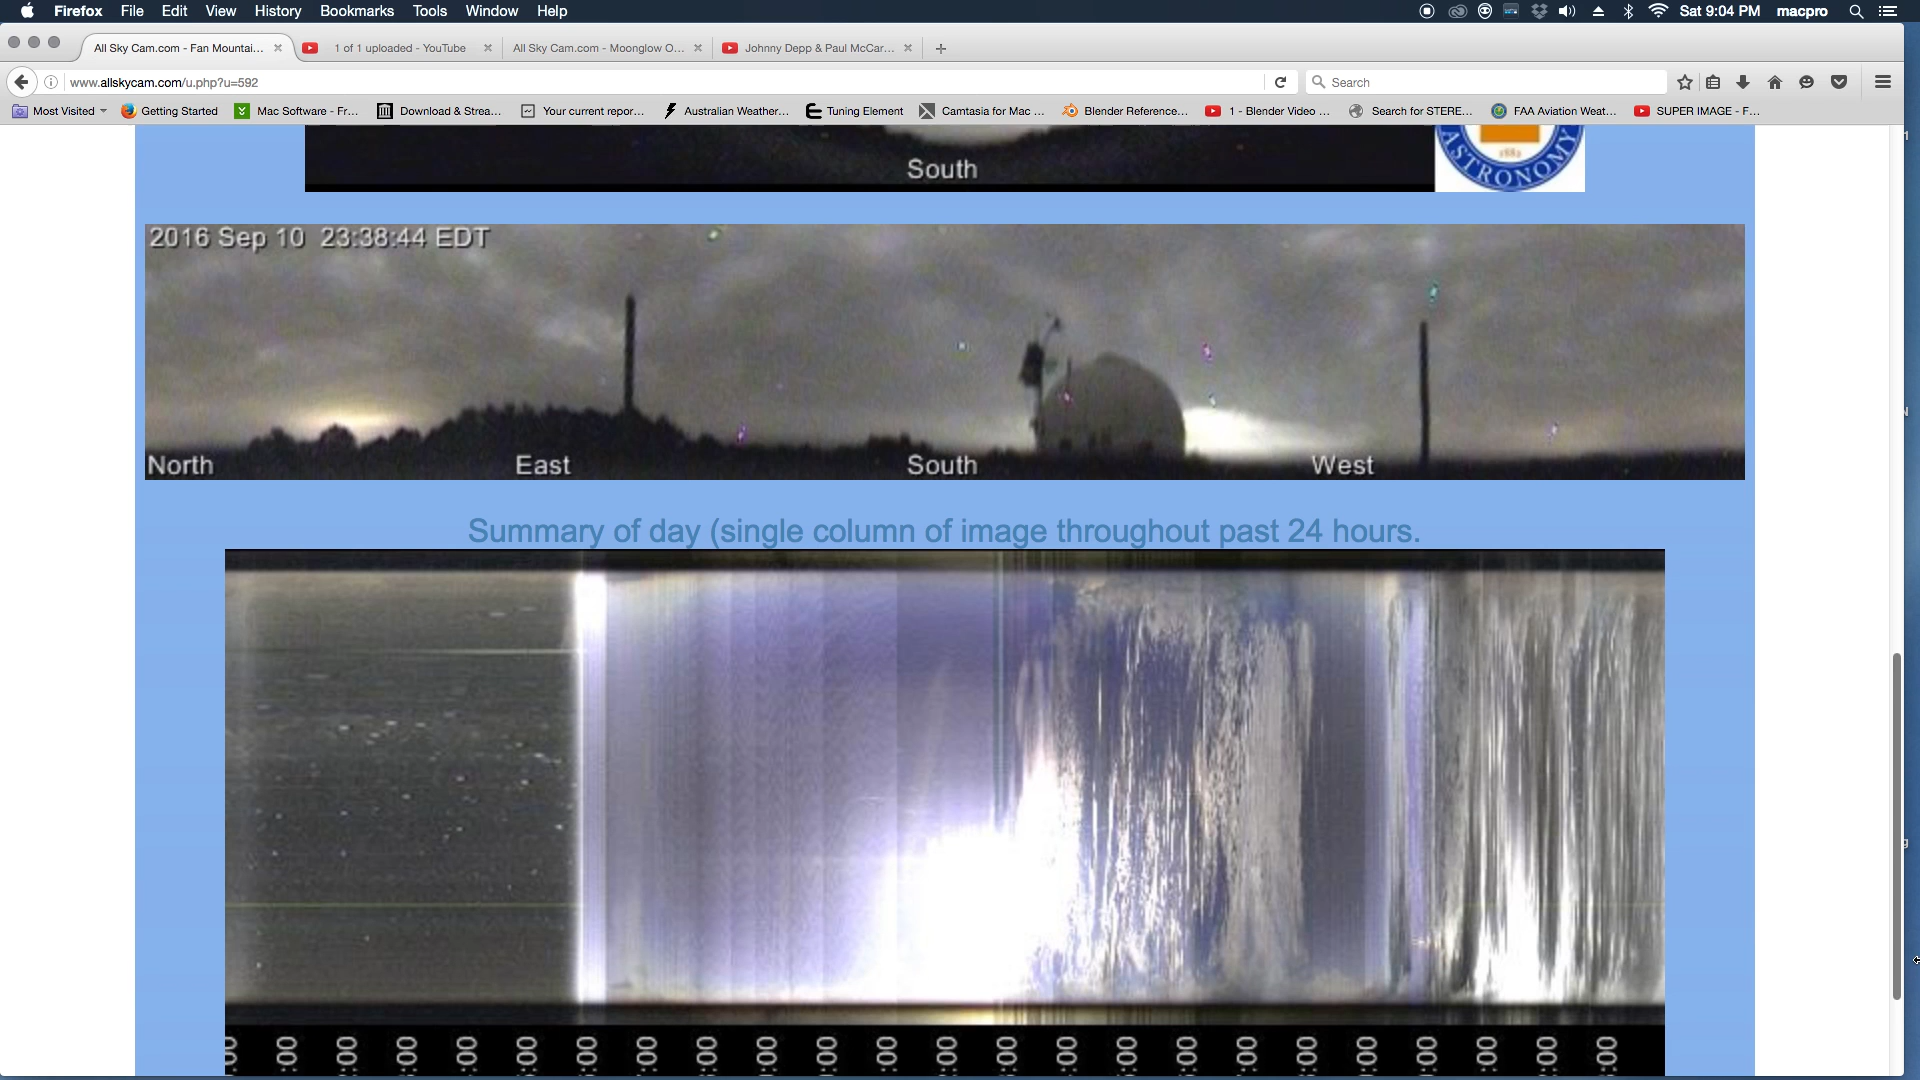 Firefox File Edit View History Bookmarks Tools Window Help Sat 9:04 PM macpro
All Sky Cam.com - Fan Mountai... 1 of 1 uploaded - YouTube All Sky Cam.com - Moonglow O... Johnny Depp & Paul McCar...
www.allskycam.com/u.php?u=592 Search
Most Visited Getting Started Mac Software - Fr... Download & Strea... Your current repor... Australian Weather... Tuning Element Camtasia for Mac ... Blender Reference... 1 - Blender Video ... Search for STERE... FAA Aviation Weat... SUPER IMAGE - F...
South
1882
ASTRONOMY
2016 Sep 10 23:38:44 EDT
North East South West
Summary of day (single column of image throughout past 24 hours.